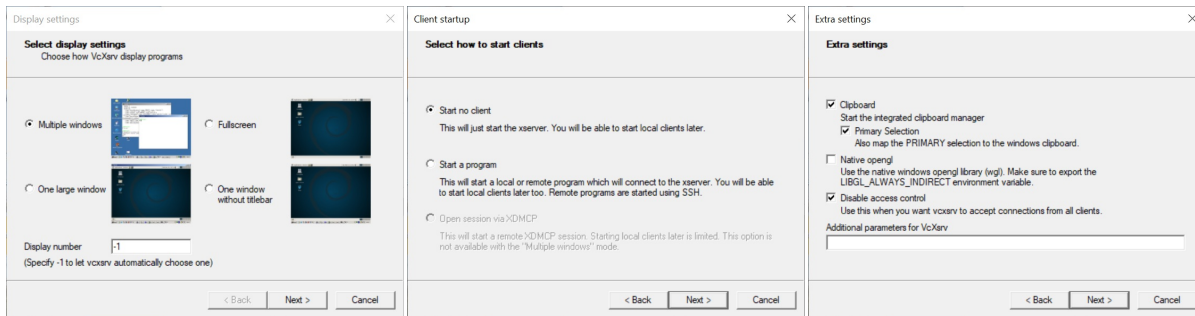 Display settings
Select display settings
Choose how VcXsrv display programs
Multiple windows
Fullscreen
One large window
One window
without titlebar
Display number
-1
(Specify -1 to let vcxsrv automatically choose one)
< Back
Next >
Cancel
Client startup
Select how to start clients
Start no client
This will just start the xserver. You will be able to start local clients later.
Start a program
This will start a local or remote program which will connect to the xserver. You will be able
to start local clients later too. Remote programs are started using SSH.
Open session via XDMCP
This will start a remote XDMCP session. Starting local clients later is limited. This option is
not available with the "Multiple windows" mode.
< Back
Next >
Cancel
Extra settings
Extra settings
Clipboard
Start the integrated clipboard manager
Primary Selection
Also map the PRIMARY selection to the windows clipboard.
Native opengl
Use the native windows opengl library (wgl). Make sure to export the
LIBGL_ALWAYS_INDIRECT environment variable.
Disable access control
Use this when you want vcxsrv to accept connections from all clients.
Additional parameters for VcXsrv
< Back
Next >
Cancel